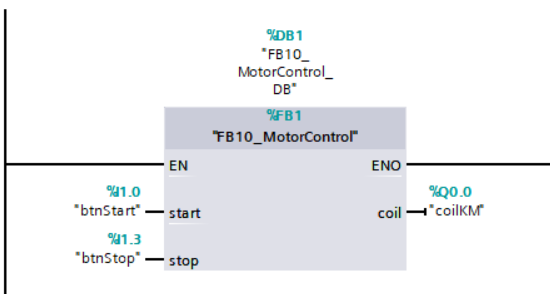 %DB1
"FB10_
MotorControl_
DB"
%FB1
"FB10_MotorControl"
EN ENO
%I1.0 %Q0.0
"btnStart" start coil "coilKM"
%I1.3
"btnStop" stop